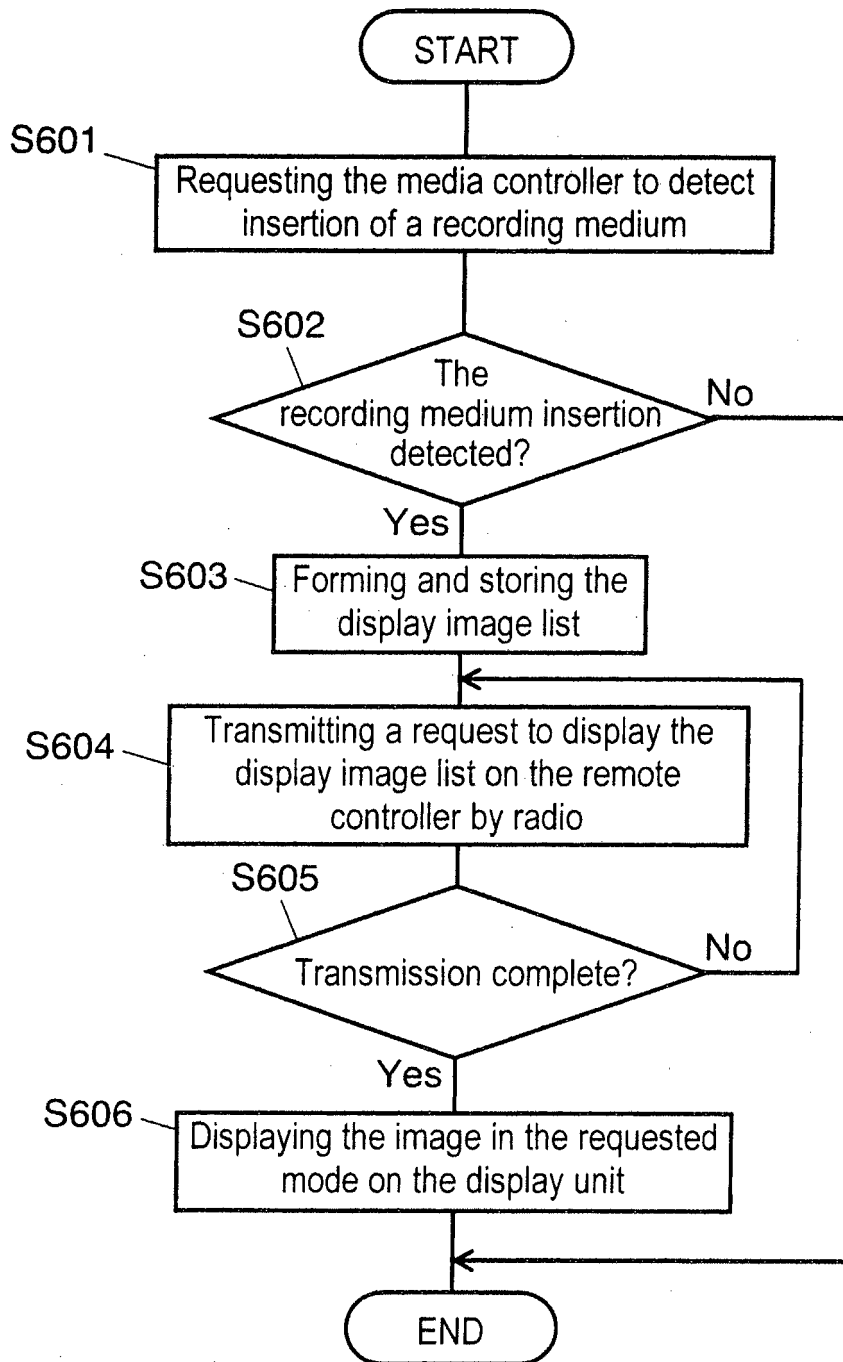 START
S601
Requesting the media controller to detect
insertion of a recording medium
S602
The
recording medium insertion
detected?
No
Yes
S603
Forming and storing the
display image list
S604
Transmitting a request to display the
display image list on the remote
controller by radio
S605
Transmission complete?
No
Yes
S606
Displaying the image in the requested
mode on the display unit
END